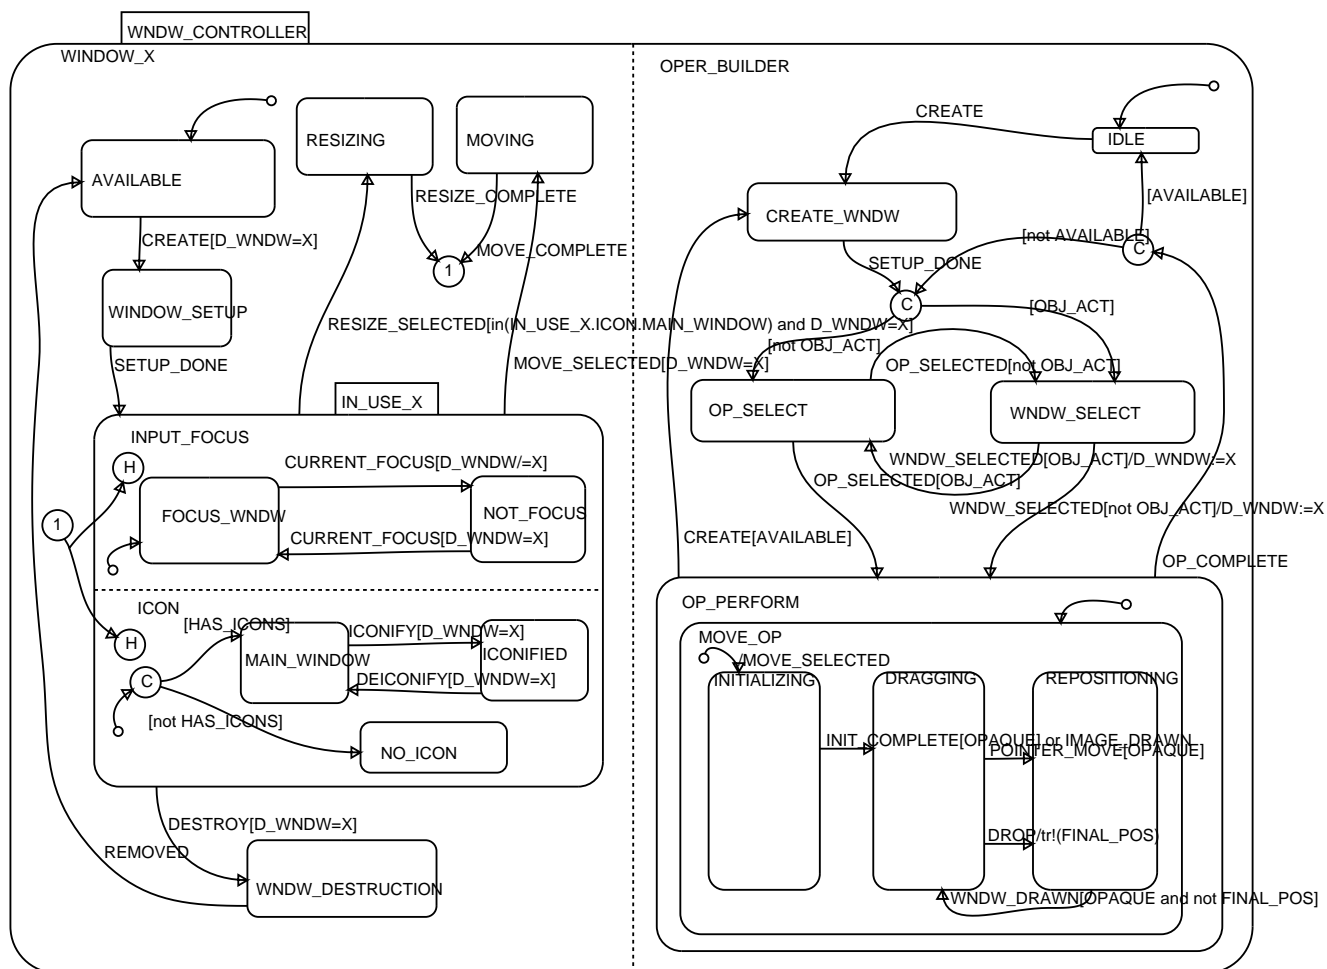 WNDW_CONTROLLER
WINDOW_X
OPER_BUILDER
RESIZING
MOVING
CREATE
IDLE
AVAILABLE
RESIZE_COMPLETE
[AVAILABLE]
CREATE_WNDW
CREATE[D_WNDW=X]
MOVE_COMPLETE
[not AVAILABLE]
C
1
SETUP_DONE
WINDOW_SETUP
C
[OBJ_ACT]
RESIZE_SELECTED[in(IN_USE_X.ICON.MAIN_WINDOW) and D_WNDW=X]
[not OBJ_ACT]
SETUP_DONE
MOVE_SELECTED[D_WNDW=X]
OP_SELECTED[not OBJ_ACT]
IN_USE_X
OP_SELECT
WNDW_SELECT
INPUT_FOCUS
H
CURRENT_FOCUS[D_WNDW/=X]
WNDW_SELECTED[OBJ_ACT]/D_WNDW:=X
OP_SELECTED[OBJ_ACT]
FOCUS_WNDW
NOT_FOCUS
WNDW_SELECTED[not OBJ_ACT]/D_WNDW:=X
1
CURRENT_FOCUS[D_WNDW=X]
CREATE[AVAILABLE]
OP_COMPLETE
ICON
OP_PERFORM
[HAS_ICONS]
ICONIFY[D_WNDW=X]
H
MOVE_OP
MAIN_WINDOW
ICONIFIED
/MOVE_SELECTED
C
DEICONIFY[D_WNDW=X]
INITIALIZING
DRAGGING
REPOSITIONING
[not HAS_ICONS]
NO_ICON
INIT_COMPLETE[OPAQUE] or IMAGE_DRAWN
POINTER_MOVE[OPAQUE]
DESTROY[D_WNDW=X]
DROP/tr!(FINAL_POS)
REMOVED
WNDW_DESTRUCTION
WNDW_DRAWN[OPAQUE and not FINAL_POS]